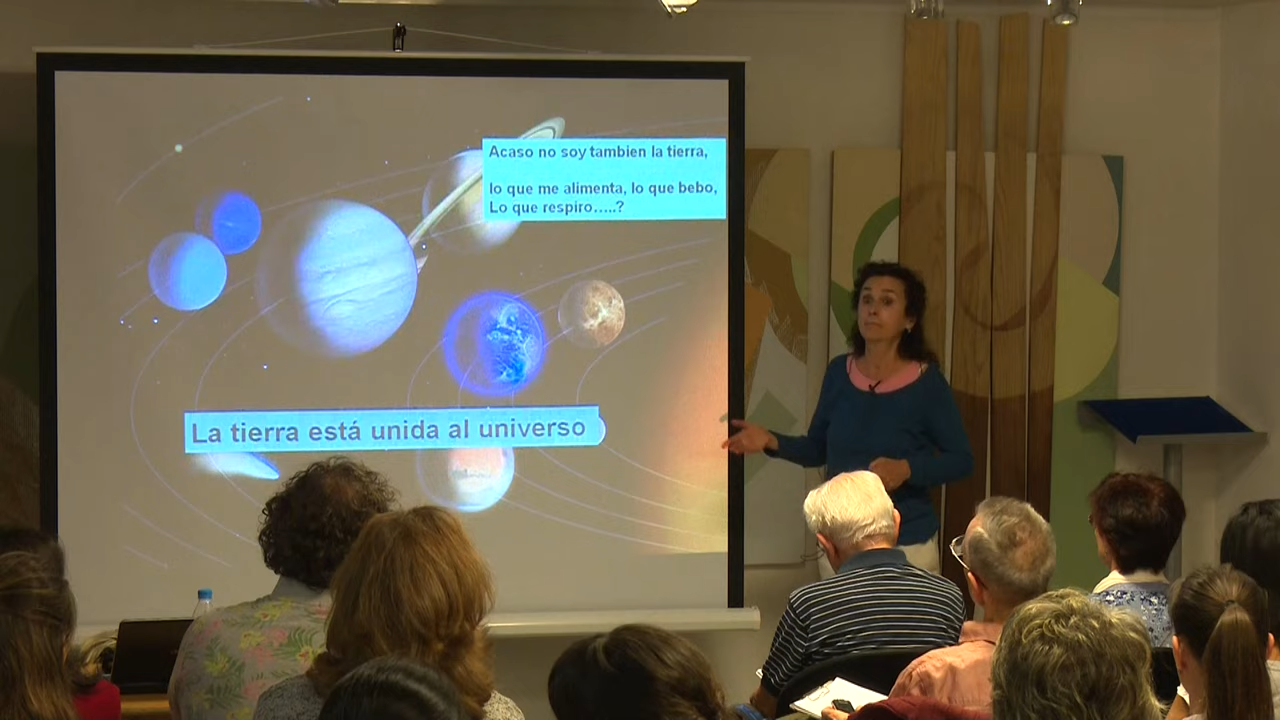 Acaso no soy tambien la tierra,
lo que me alimenta, lo que bebo,
Lo que respiro.....?
La tierra está unida al universo